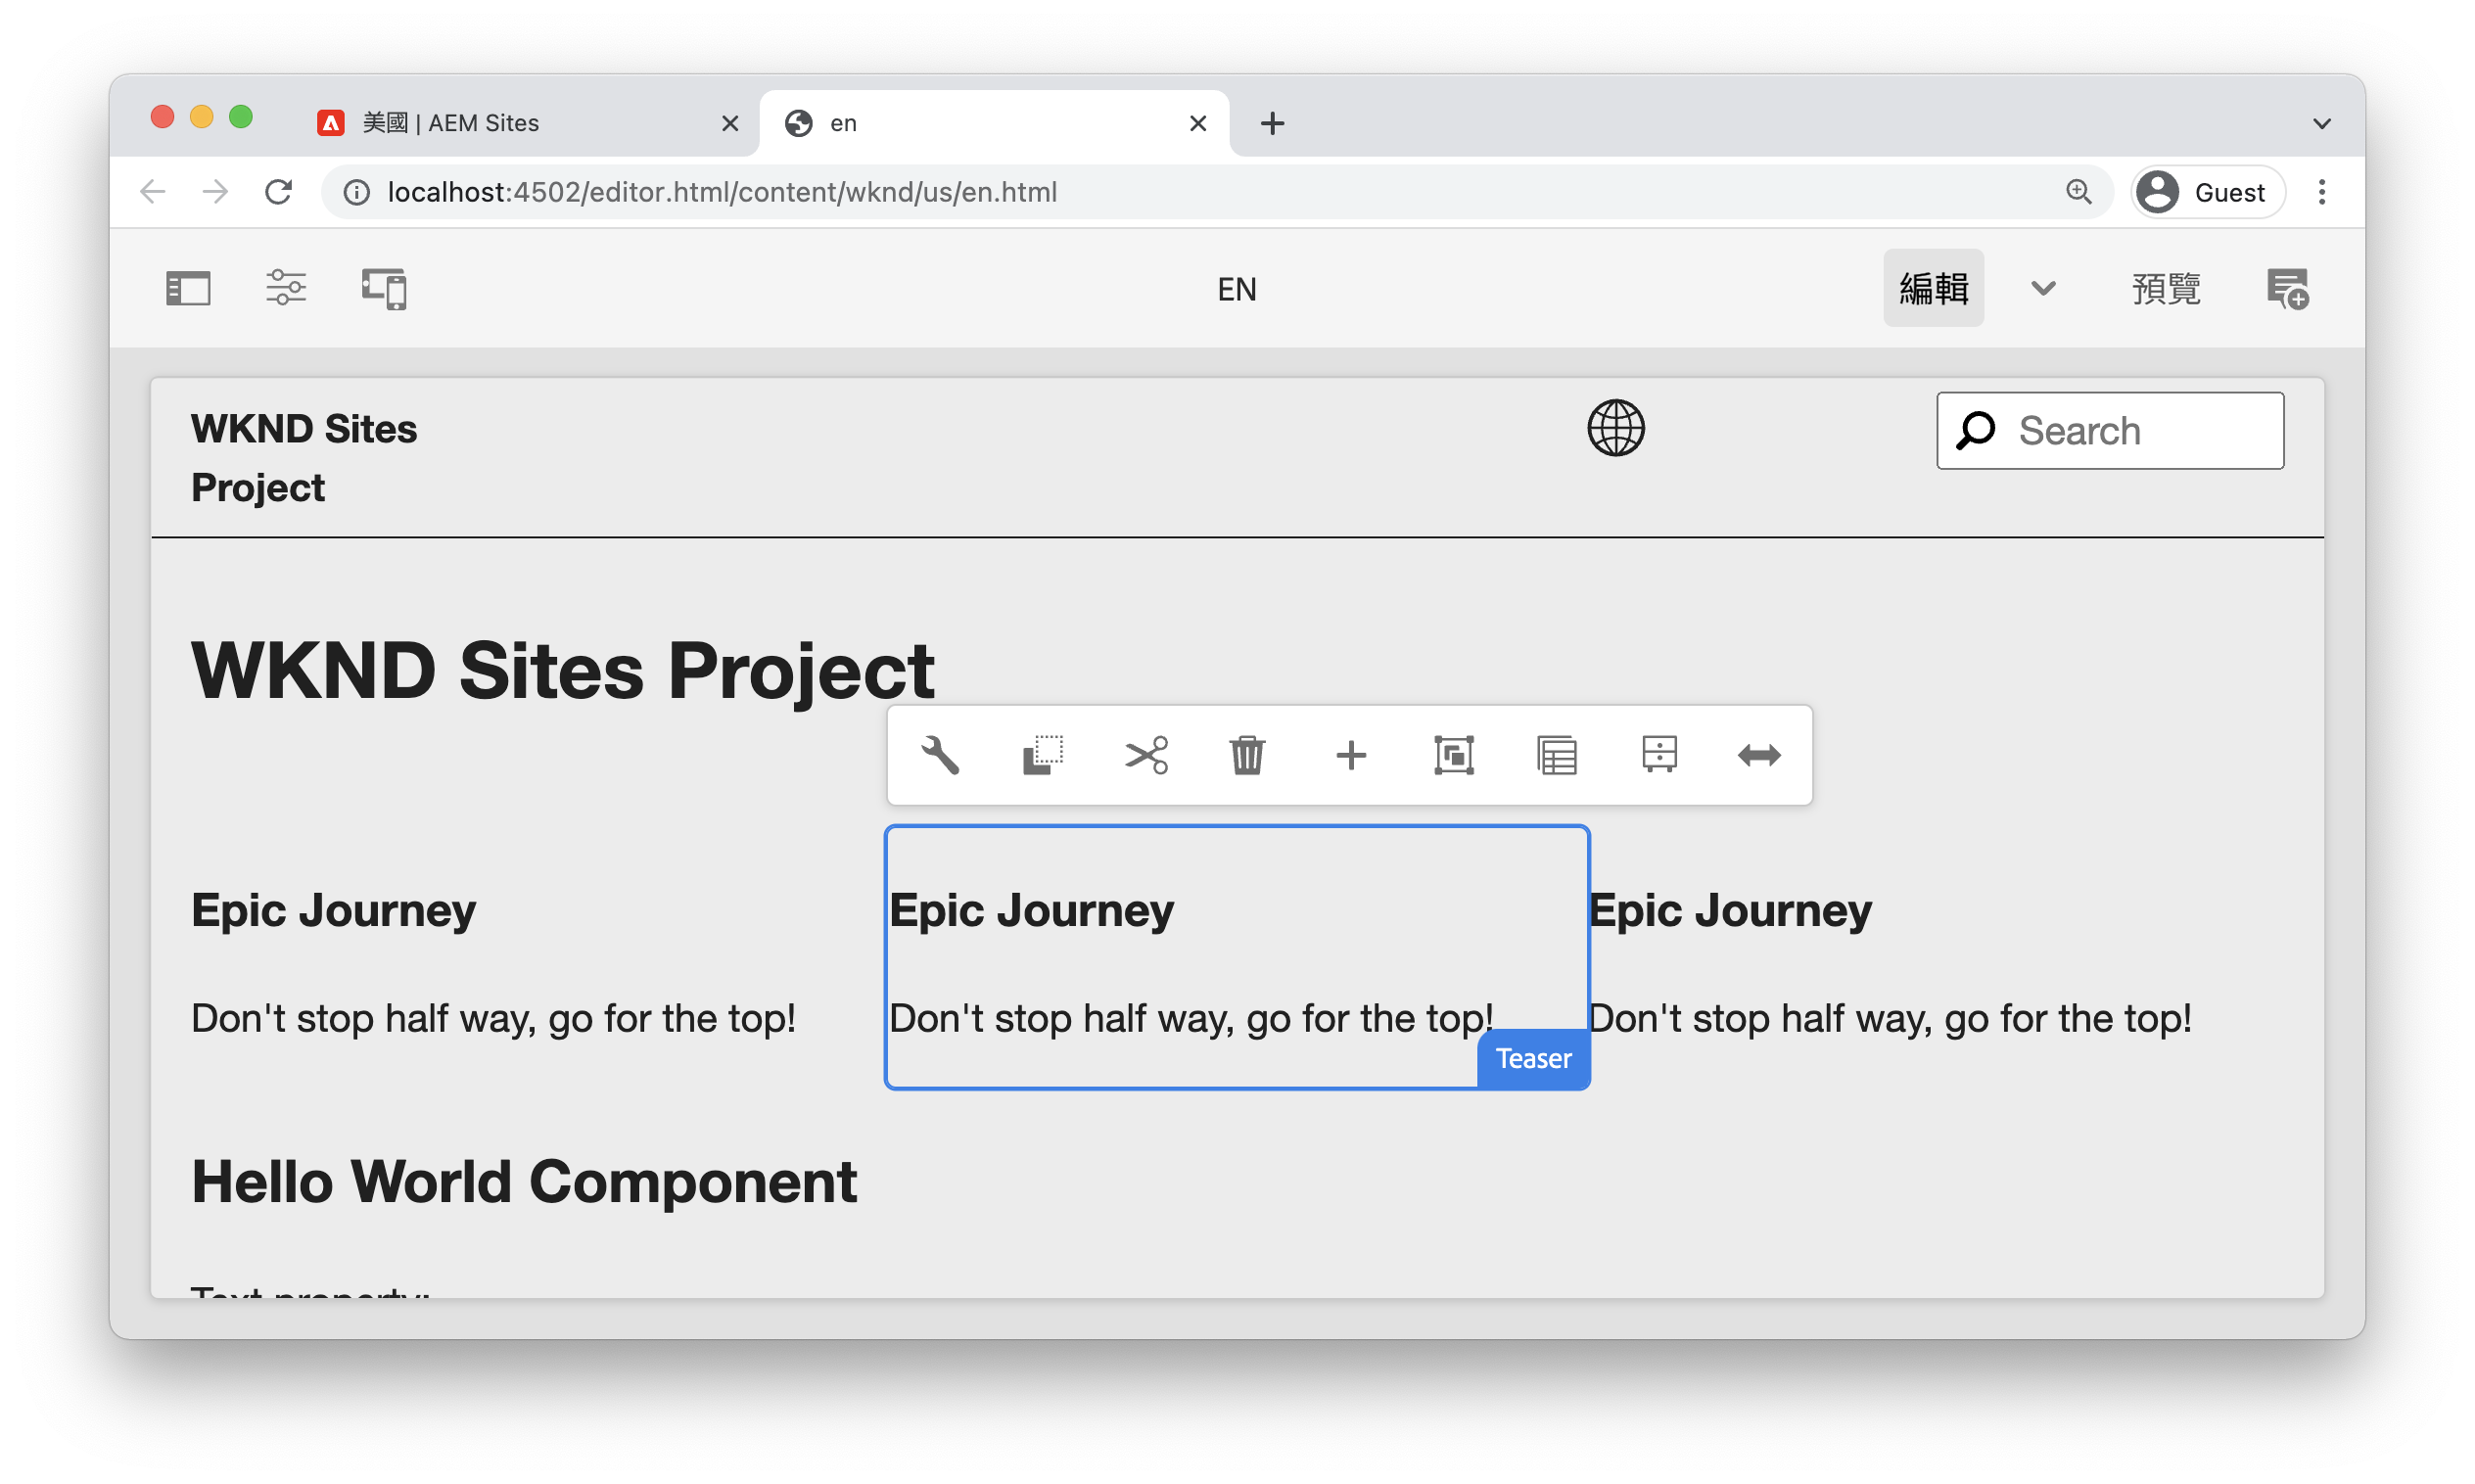 美國 | AEM Sites
en
localhost:4502/editor.html/content/wknd/us/en.html
Guest
EN
編輯
預覽
WKND Sites
Project
Search
WKND Sites Project
Epic Journey
Don't stop half way, go for the top!
Epic Journey
Don't stop half way, go for the top!
Teaser
Epic Journey
Don't stop half way, go for the top!
Hello World Component
Text property: